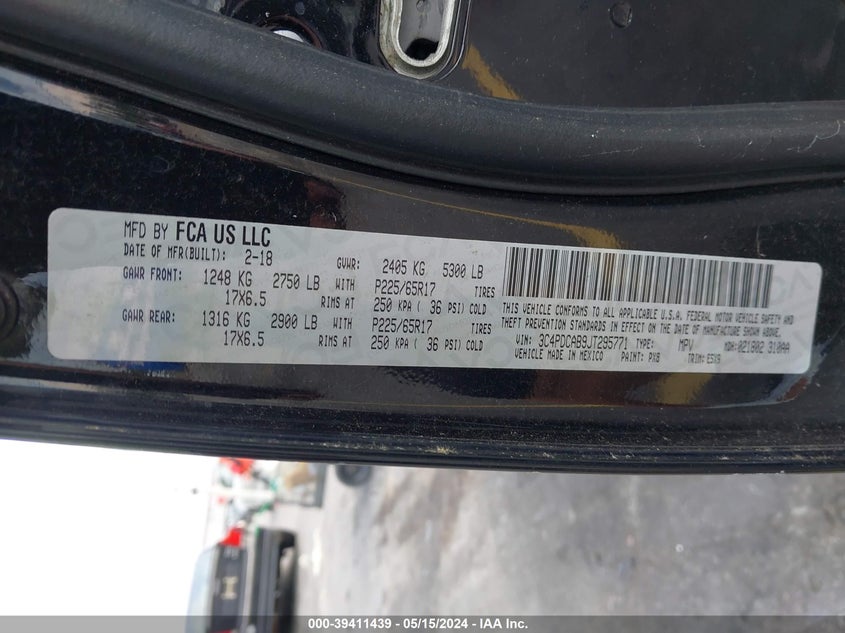 MFD BY FCA US LLC
DATE OF MFR(BUILT): 2-18 GVWR: 2405 KG 5300 LB
GAWR FRONT: 1248 KG 2750 LB WITH P225/65R17 TIRES
17X6.5 RIMS AT 250 KPA ( 36 PSI) COLD
GAWR REAR: 1316 KG 2900 LB WITH P225/65R17 TIRES
17X6.5 RIMS AT 250 KPA ( 36 PSI) COLD
THIS VEHICLE CONFORMS TO ALL APPLICABLE U.S.A. FEDERAL MOTOR VEHICLE SAFETY AND
THEFT PREVENTION STANDARDS IN EFFECT ON THE DATE OF MANUFACTURE SHOWN ABOVE.
VIN: 3C4PDCAB9JT295771 TYPE: MPV MDH:021802 310AA
VEHICLE MADE IN MEXICO PAINT: PX8 TRIM: E5X9
000-39411439 - 05/15/2024 - IAA Inc.